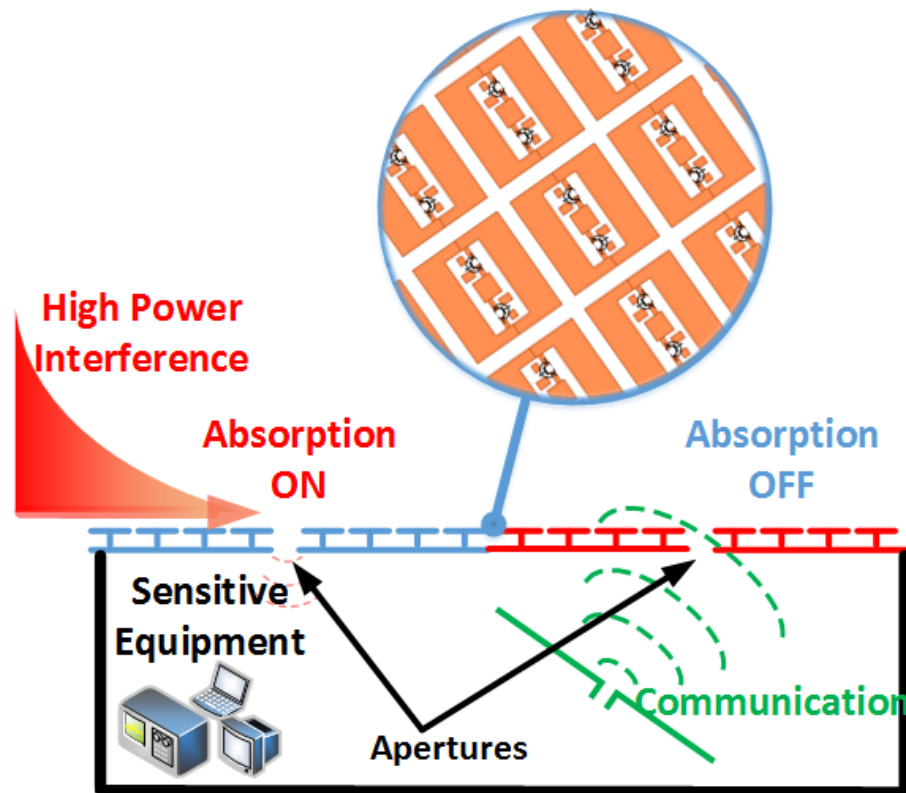 High Power
Interference
Absorption
ON
Absorption
OFF
Sensitive
Equipment
Communication
Apertures